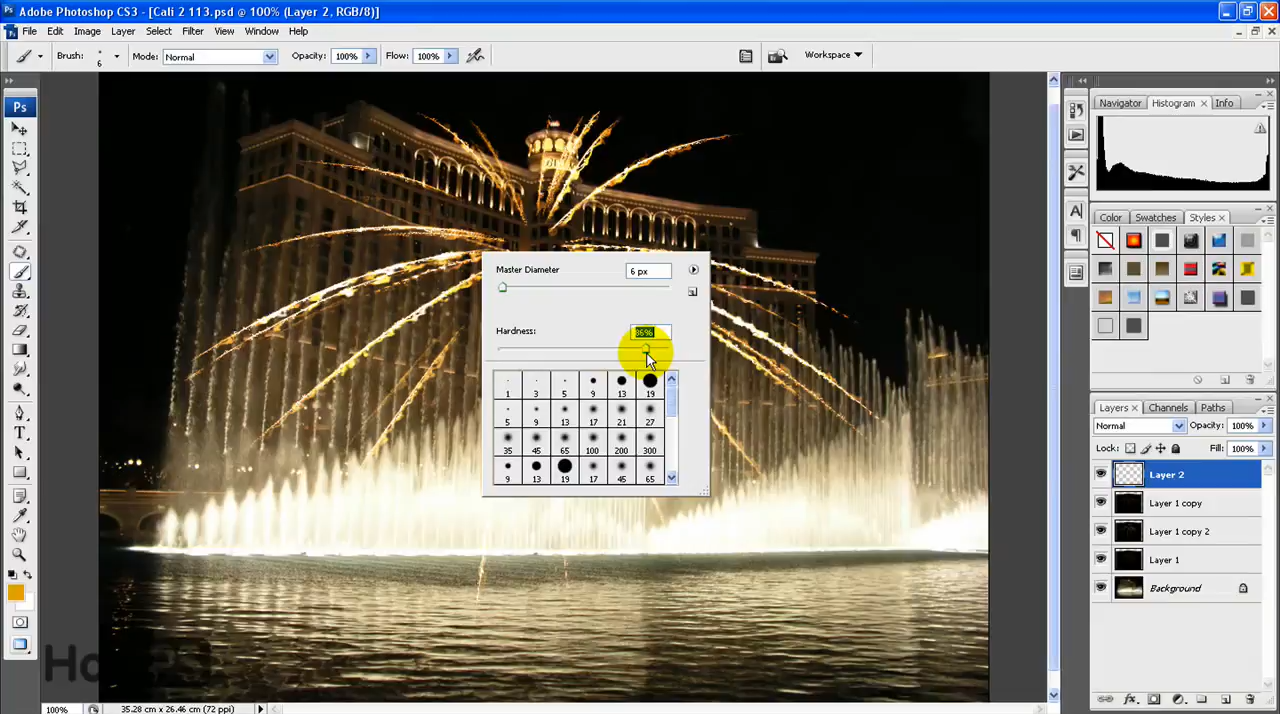 Adobe Photoshop CS3 - [Cali 2 113.psd @ 100% (Layer 2, RGB/8)]
File Edit Image Layer Select Filter View Window Help
Brush: 6 Mode: Normal Opacity: 100% Flow: 100% Workspace
Ps
Navigator Histogram Info
Color Swatches Styles
Master Diameter 6 px
Hardness: 86%
1 3 5 9 13 19
5 9 13 17 21 27
35 45 65 100 200 300
9 13 19 17 45 65
Layers Channels Paths
Normal Opacity: 100%
Lock: Fill: 100%
Layer 2
Layer 1 copy
Layer 1 copy 2
Layer 1
Background
100% 35.28 cm × 26.46 cm (72 ppi)